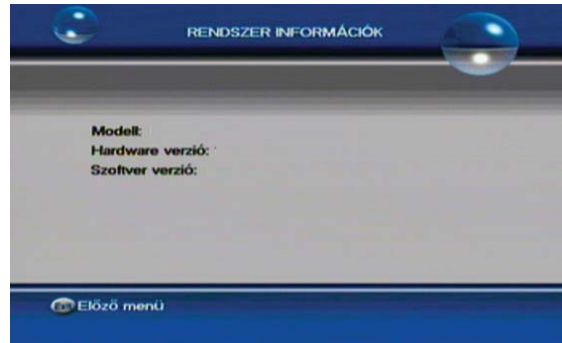 RENDSZER INFORMÁCIÓK
Modell:
Hardware verzió:
Szoftver verzió:
Előző menü